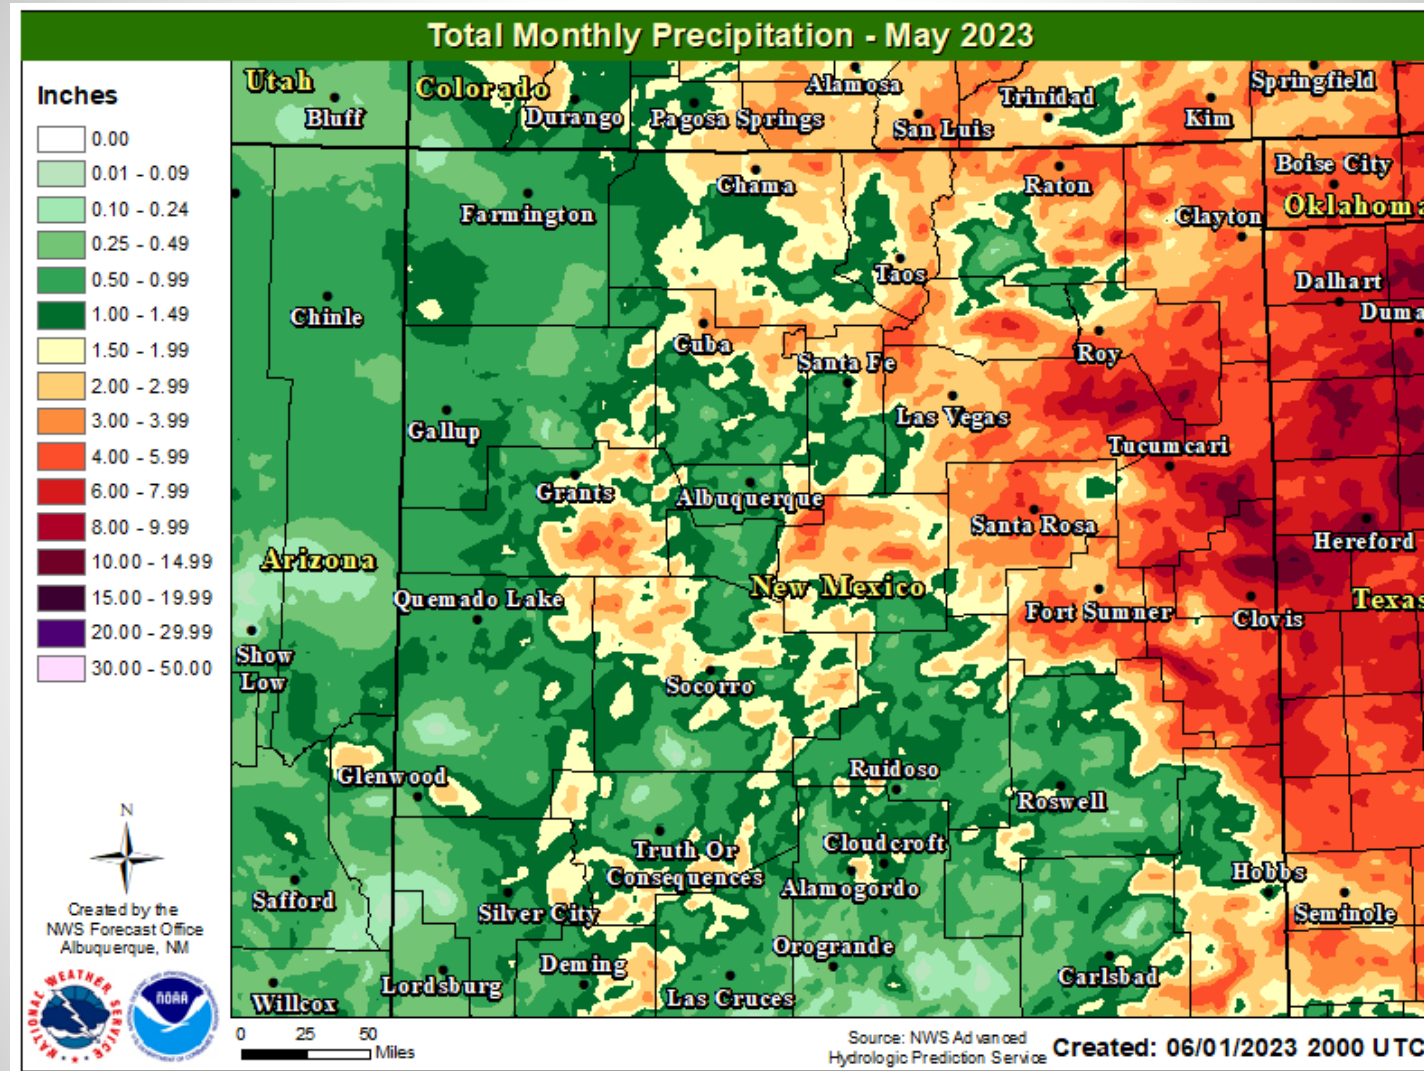 Total Monthly Precipitation - May 2023
Inches
0.00
0.01 - 0.09
0.10 - 0.24
0.25 - 0.49
0.50 - 0.99
1.00 - 1.49
1.50 - 1.99
2.00 - 2.99
3.00 - 3.99
4.00 - 5.99
6.00 - 7.99
8.00 - 9.99
10.00 - 14.99
15.00 - 19.99
20.00 - 29.99
30.00 - 50.00
N
Created by the
NWS Forecast Office
Albuquerque, NM
NATIONAL WEATHER SERVICE
NOAA
Utah
Colorado
Alamosa
Springfield
Bluff
Durango
Pagosa Springs
San Luis
Trinidad
Kim
Boise City
Chama
Raton
Oklahoma
Farmington
Clayton
Taos
Dalhart
Chinle
Duma
Cuba
Santa Fe
Roy
Gallup
Las Vegas
Tucumcari
Grants
Albuquerque
Santa Rosa
Hereford
Arizona
New Mexico
Quemado Lake
Fort Sumner
Clovis
Texas
Show
Low
Socorro
Glenwood
Ruidoso
Roswell
Truth Or
Consequences
Cloudcroft
Alamogordo
Hobbs
Safford
Silver City
Seminole
Orogrande
Deming
Carlsbad
Willcox
Lordsburg
Las Cruces
0 25 50
Miles
Source: NWS Advanced
Hydrologic Prediction Service
Created: 06/01/2023 2000 UTC